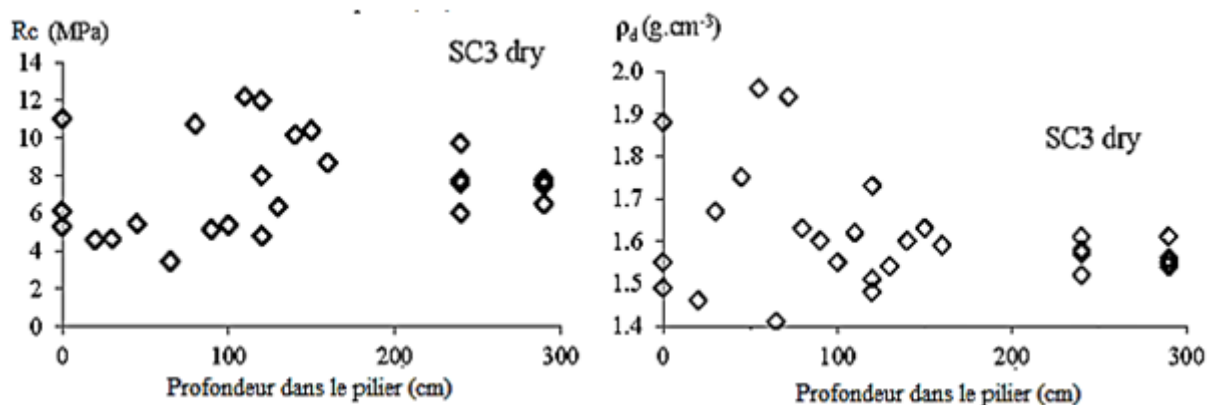 Rc (MPa)
SC3 dry
14
12
10
8
6
4
2
0
0 100 200 300
Profondeur dans le pilier (cm)
ρd (g.cm-3)
SC3 dry
2.0
1.9
1.8
1.7
1.6
1.5
1.4
0 100 200 300
Profondeur dans le pilier (cm)